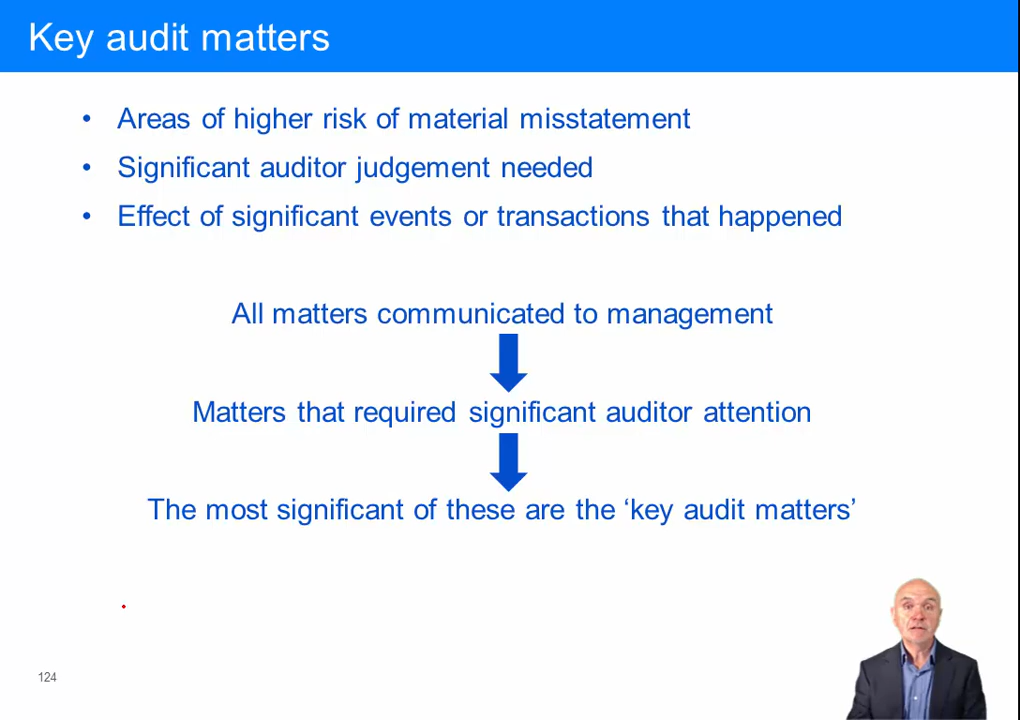 Key audit matters
• Areas of higher risk of material misstatement
• Significant auditor judgement needed
• Effect of significant events or transactions that happened
All matters communicated to management
Matters that required significant auditor attention
The most significant of these are the ‘key audit matters’
124